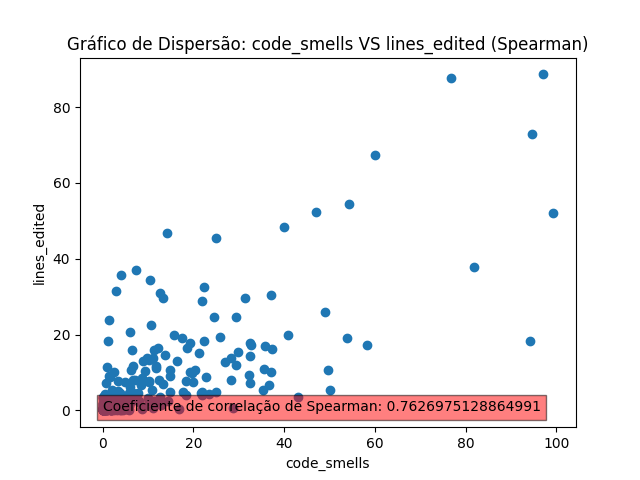 Gráfico de Dispersão: code_smells VS lines_edited (Spearman)
80
60
40
20
0
lines_edited
Coeficiente de correlação de Spearman: 0.7626975128864991
0 20 40 60 80 100
code_smells